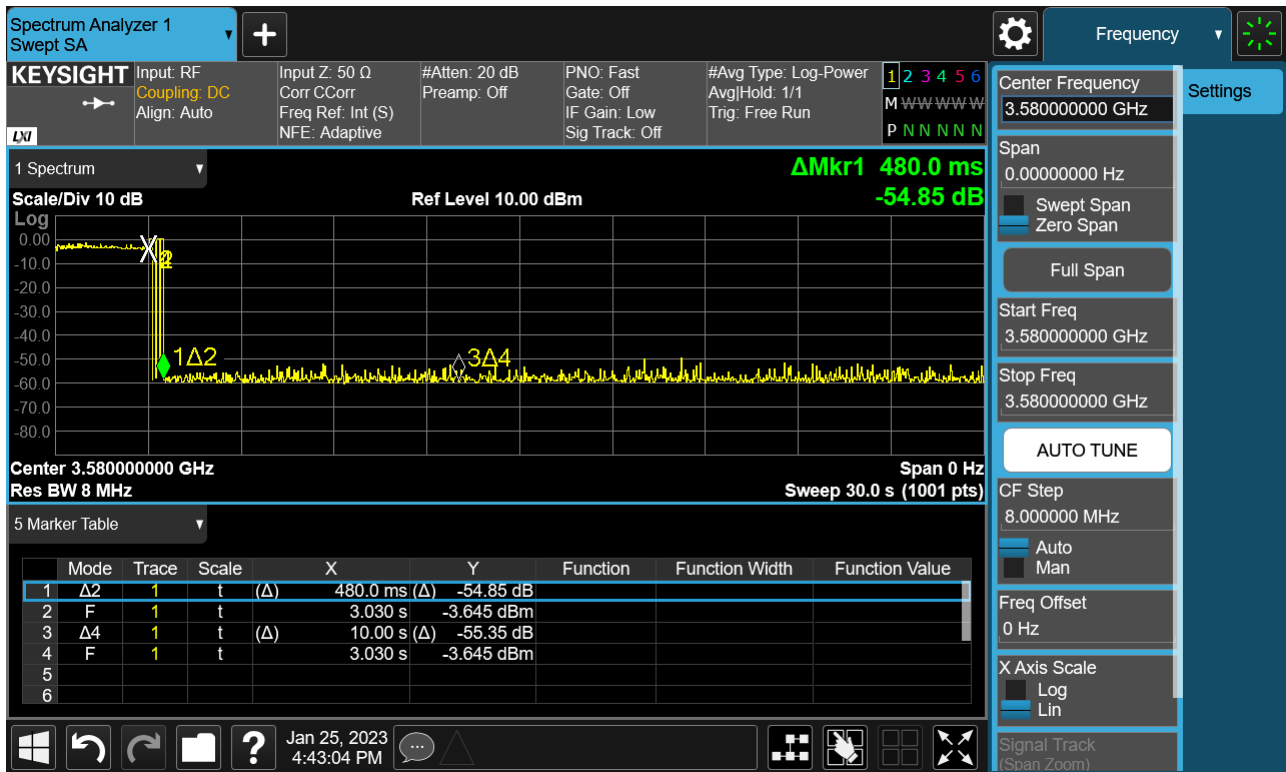 Spectrum Analyzer 1
Swept SA
Frequency
KEYSIGHT
LXI
Input: RF
Coupling: DC
Align: Auto
Input Z: 50 Ω
Corr CCorr
Freq Ref: Int (S)
NFE: Adaptive
#Atten: 20 dB
Preamp: Off
PNO: Fast
Gate: Off
IF Gain: Low
Sig Track: Off
#Avg Type: Log-Power
Avg|Hold: 1/1
Trig: Free Run
1 2 3 4 5 6
M W W W W W
P N N N N N
1 Spectrum
ΔMkr1 480.0 ms
-54.85 dB
Scale/Div 10 dB
Ref Level 10.00 dBm
Log
0.00
-10.0
-20.0
-30.0
-40.0
-50.0
-60.0
-70.0
-80.0
1Δ2
3Δ4
Center 3.580000000 GHz
Span 0 Hz
Res BW 8 MHz
Sweep 30.0 s (1001 pts)
5 Marker Table
Mode Trace Scale X Y Function Function Width Function Value
1 Δ2 1 t (Δ) 480.0 ms (Δ) -54.85 dB
2 F 1 t 3.030 s -3.645 dBm
3 Δ4 1 t (Δ) 10.00 s (Δ) -55.35 dB
4 F 1 t 3.030 s -3.645 dBm
5
6
Jan 25, 2023
4:43:04 PM
Center Frequency
3.580000000 GHz
Settings
Span
0.00000000 Hz
Swept Span
Zero Span
Full Span
Start Freq
3.580000000 GHz
Stop Freq
3.580000000 GHz
AUTO TUNE
CF Step
8.000000 MHz
Auto
Man
Freq Offset
0 Hz
X Axis Scale
Log
Lin
Signal Track
(Span Zoom)